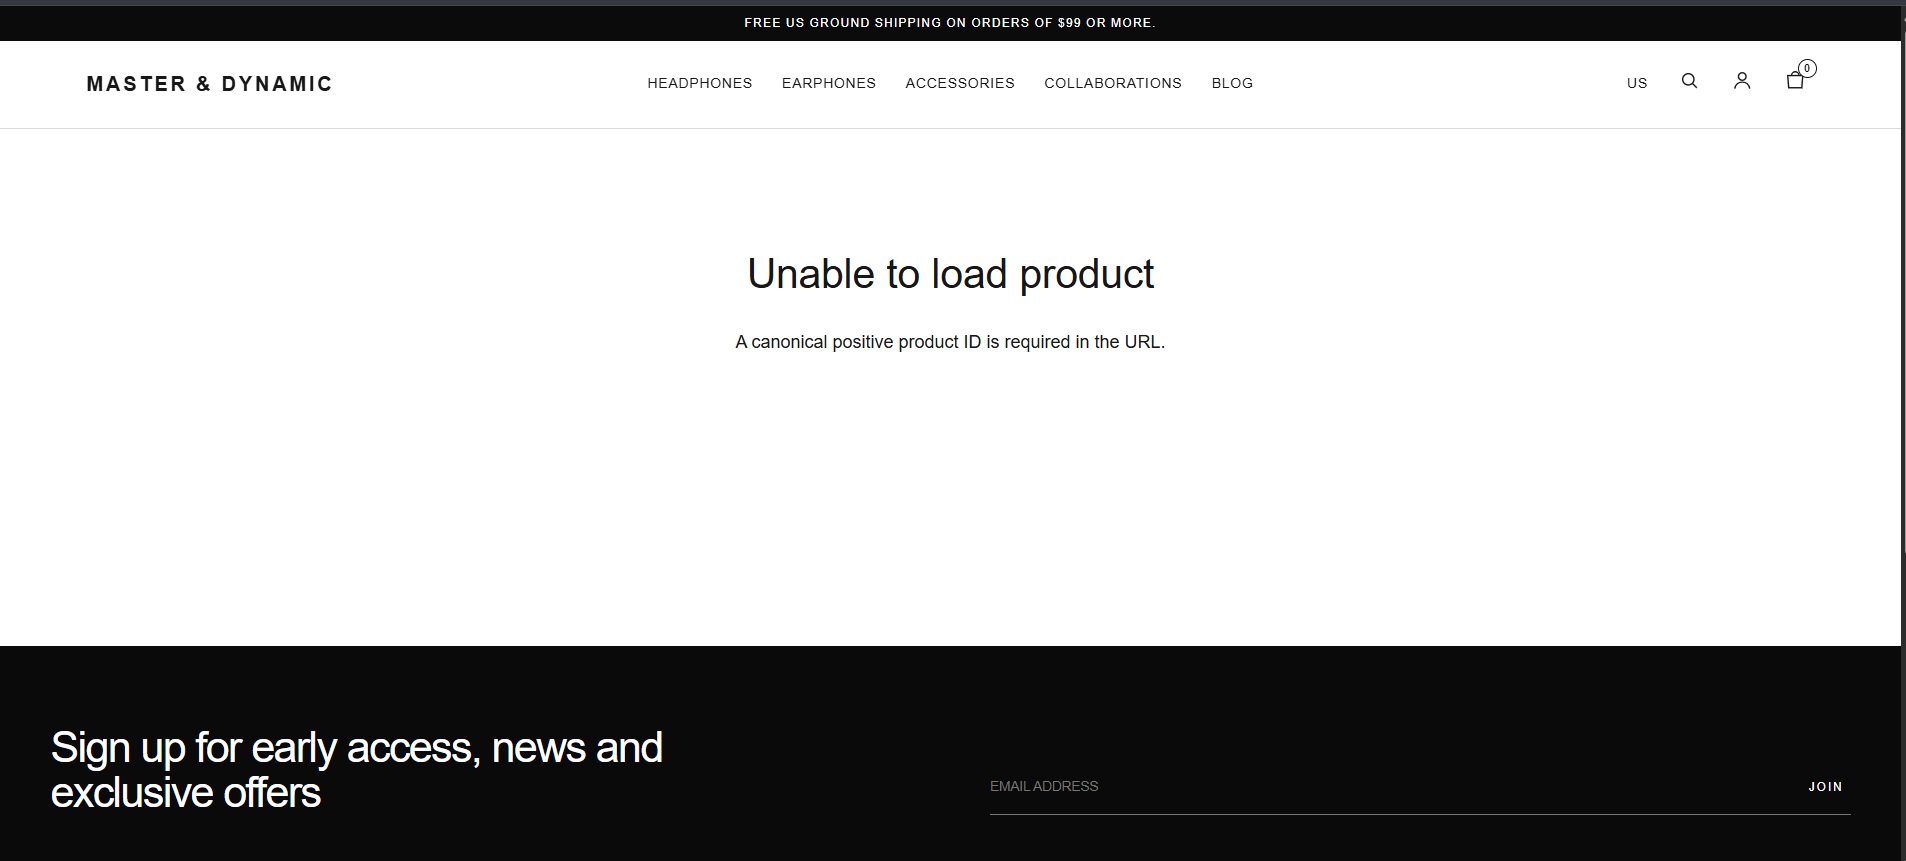 FREE US GROUND SHIPPING ON ORDERS OF $99 OR MORE.
MASTER & DYNAMIC
HEADPHONES EARPHONES ACCESSORIES COLLABORATIONS BLOG
US
0
Unable to load product
A canonical positive product ID is required in the URL.
Sign up for early access, news and
exclusive offers
EMAIL ADDRESS
JOIN